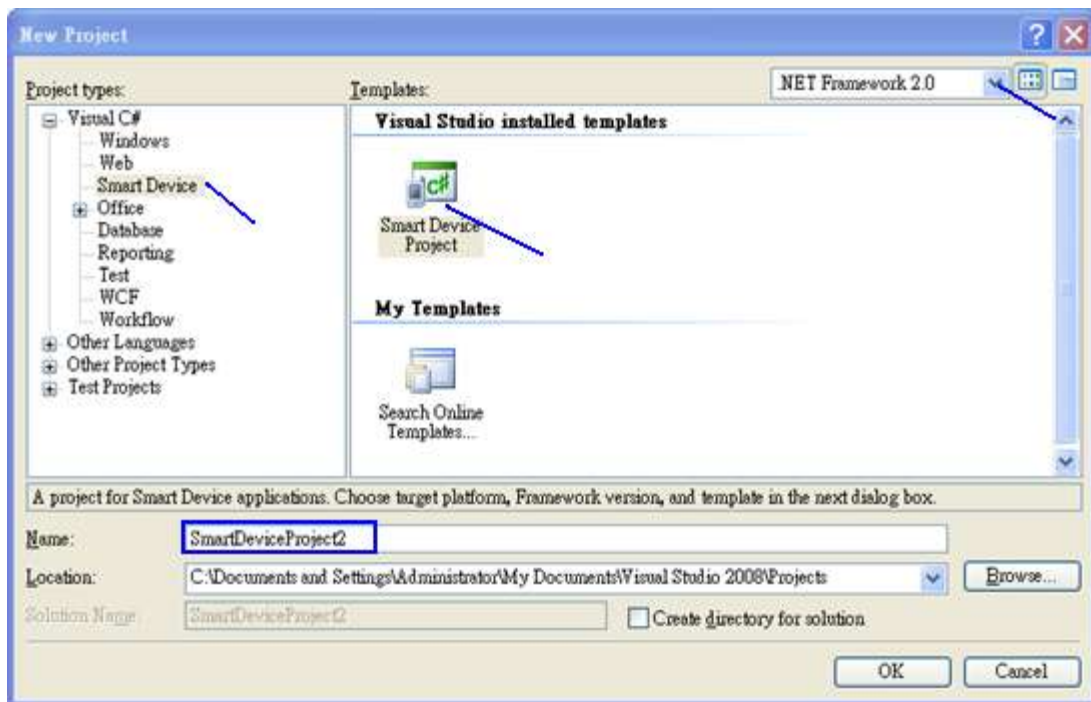 New Project
Project types:
Templates:
.NET Framework 2.0
Visual C#
Windows
Web
Smart Device
Office
Database
Reporting
Test
WCF
Workflow
Other Languages
Other Project Types
Test Projects
Visual Studio installed templates
C#
Smart Device
Project
My Templates
Search Online
Templates...
A project for Smart Device applications. Choose target platform, Framework version, and template in the next dialog box.
Name:
SmartDeviceProject2
Location:
C:\Documents and Settings\Administrator\My Documents\Visual Studio 2008\Projects
Browse...
Solution Name
SmartDeviceProject2
Create directory for solution
OK
Cancel